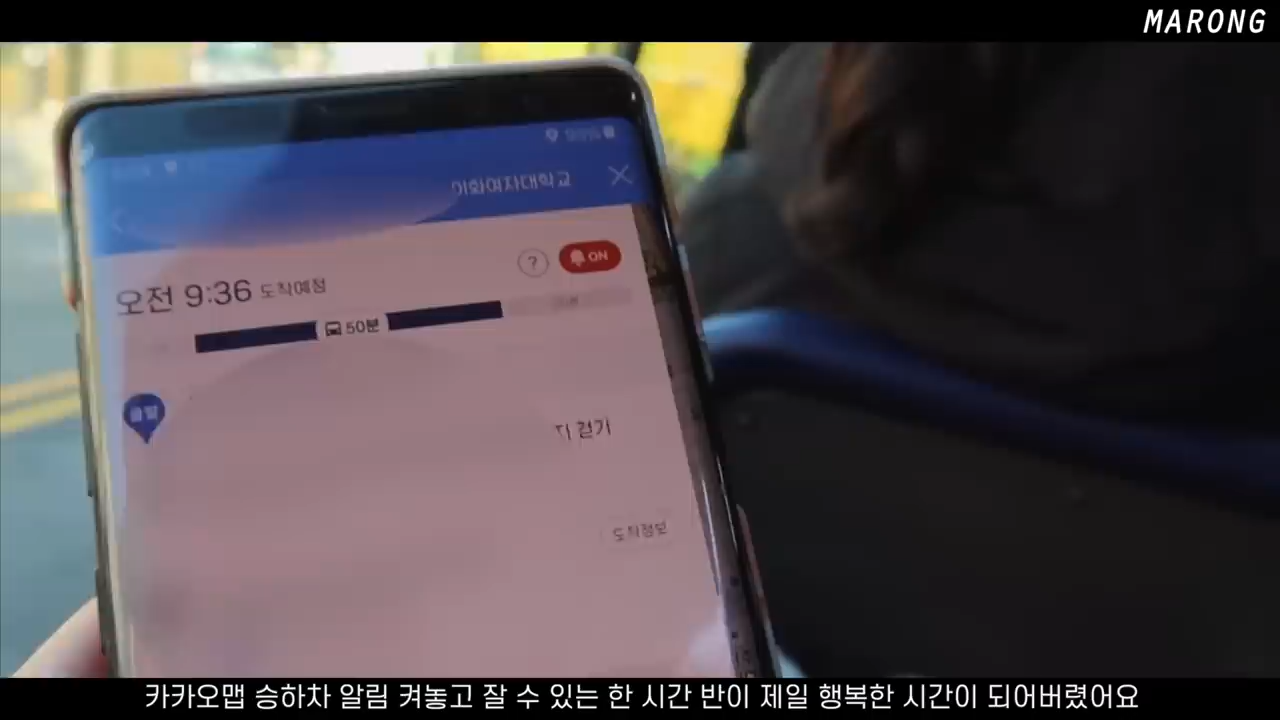 MARONG
이화여자대학교
? ON
오전 9:36 도착예정
50분
출발
지 걷기
도착정보
카카오맵 승하차 알림 켜놓고 잘 수 있는 한 시간 반이 제일 행복한 시간이 되어버렸어요